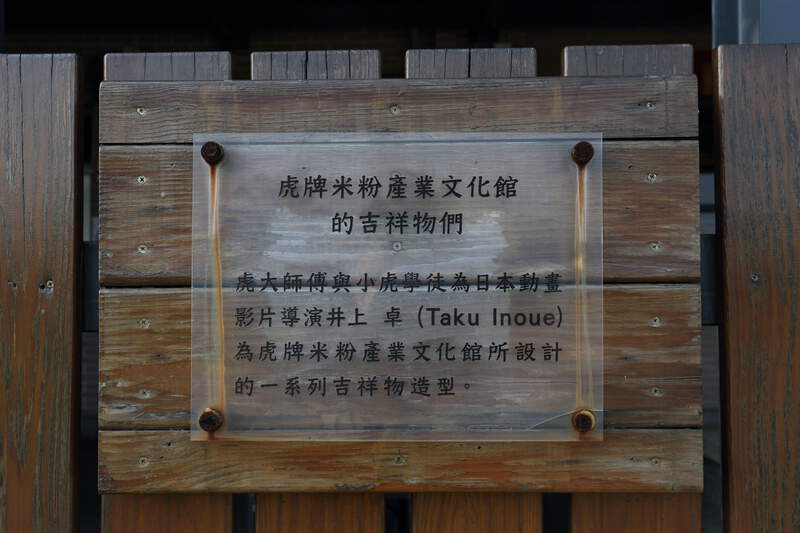 虎牌米粉產業文化館
的吉祥物們
虎大師傅與小虎學徒為日本動畫
影片導演井上 卓 (Taku Inoue)
為虎牌米粉產業文化館所設計
的一系列吉祥物造型。